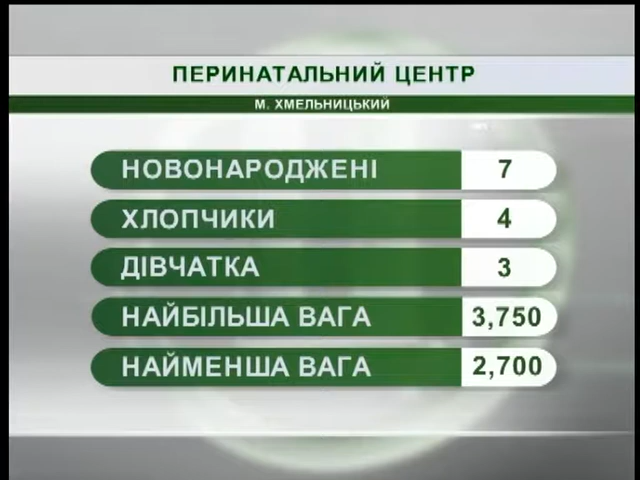 ПЕРИНАТАЛЬНИЙ ЦЕНТР
М. ХМЕЛЬНИЦЬКИЙ
НОВОНАРОДЖЕНІ 7
ХЛОПЧИКИ 4
ДІВЧАТКА 3
НАЙБІЛЬША ВАГА 3,750
НАЙМЕНША ВАГА 2,700